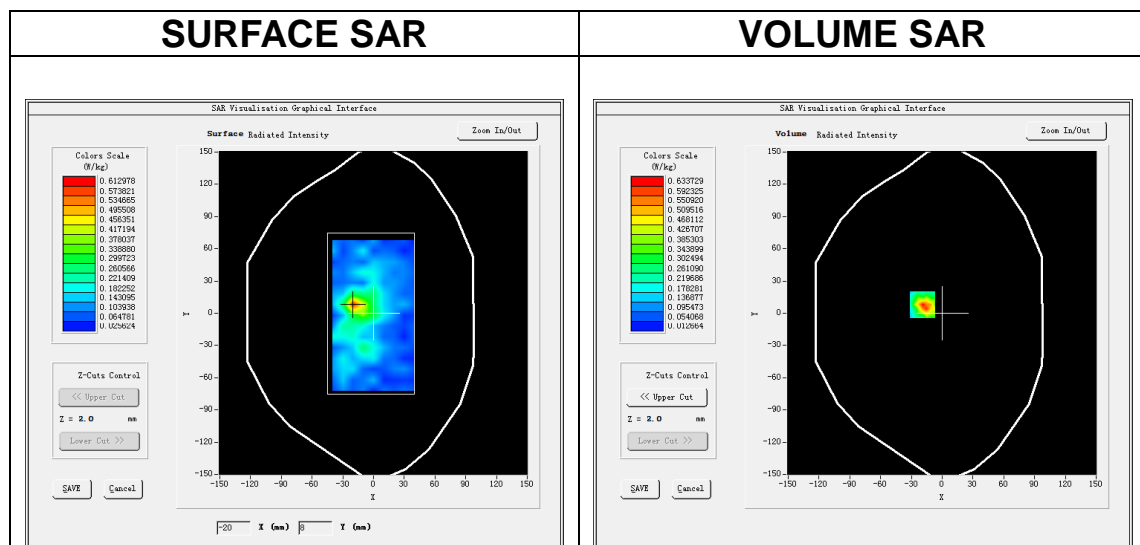 SURFACE SAR
VOLUME SAR
SAR Visualisation Graphical Interface
Surface Radiated Intensity
Zoom In/Out
Colors Scale
(W/kg)
0.612978
0.573821
0.534665
0.495508
0.456351
0.417194
0.378037
0.338880
0.299723
0.260566
0.221409
0.182252
0.143095
0.103938
0.064781
0.025624
150
120
90
60
30
0
-30
-60
-90
-120
-150
Y
-150 -120 -90 -60 -30 0 30 60 90 120 150
X
Z-Cuts Control
<< Upper Cut
Z = 2.0 mm
Lower Cut >>
SAVE Cancel
-20 X (mm) 8 Y (mm)
SAR Visualisation Graphical Interface
Volume Radiated Intensity
Zoom In/Out
Colors Scale
(W/kg)
0.633729
0.592325
0.550920
0.509516
0.468112
0.426707
0.385303
0.343899
0.302494
0.261090
0.219686
0.178281
0.136877
0.095473
0.054068
0.012664
150
120
90
60
30
0
-30
-60
-90
-120
-150
Y
-150 -120 -90 -60 -30 0 30 60 90 120 150
X
Z-Cuts Control
<< Upper Cut
Z = 2.0 mm
Lower Cut >>
SAVE Cancel